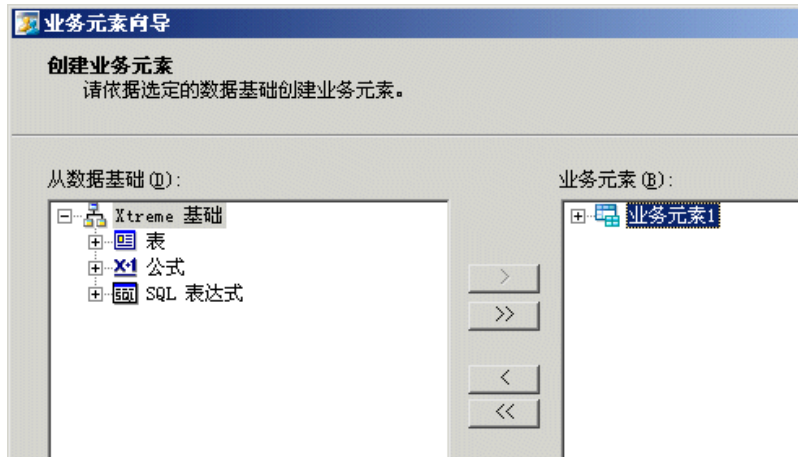 业务元素向导
创建业务元素
请依据选定的数据基础创建业务元素。
从数据基础(D):
业务元素(B):
Xtreme 基础
表
X+1 公式
SQL SQL 表达式
业务元素1
>
>>
<
<<